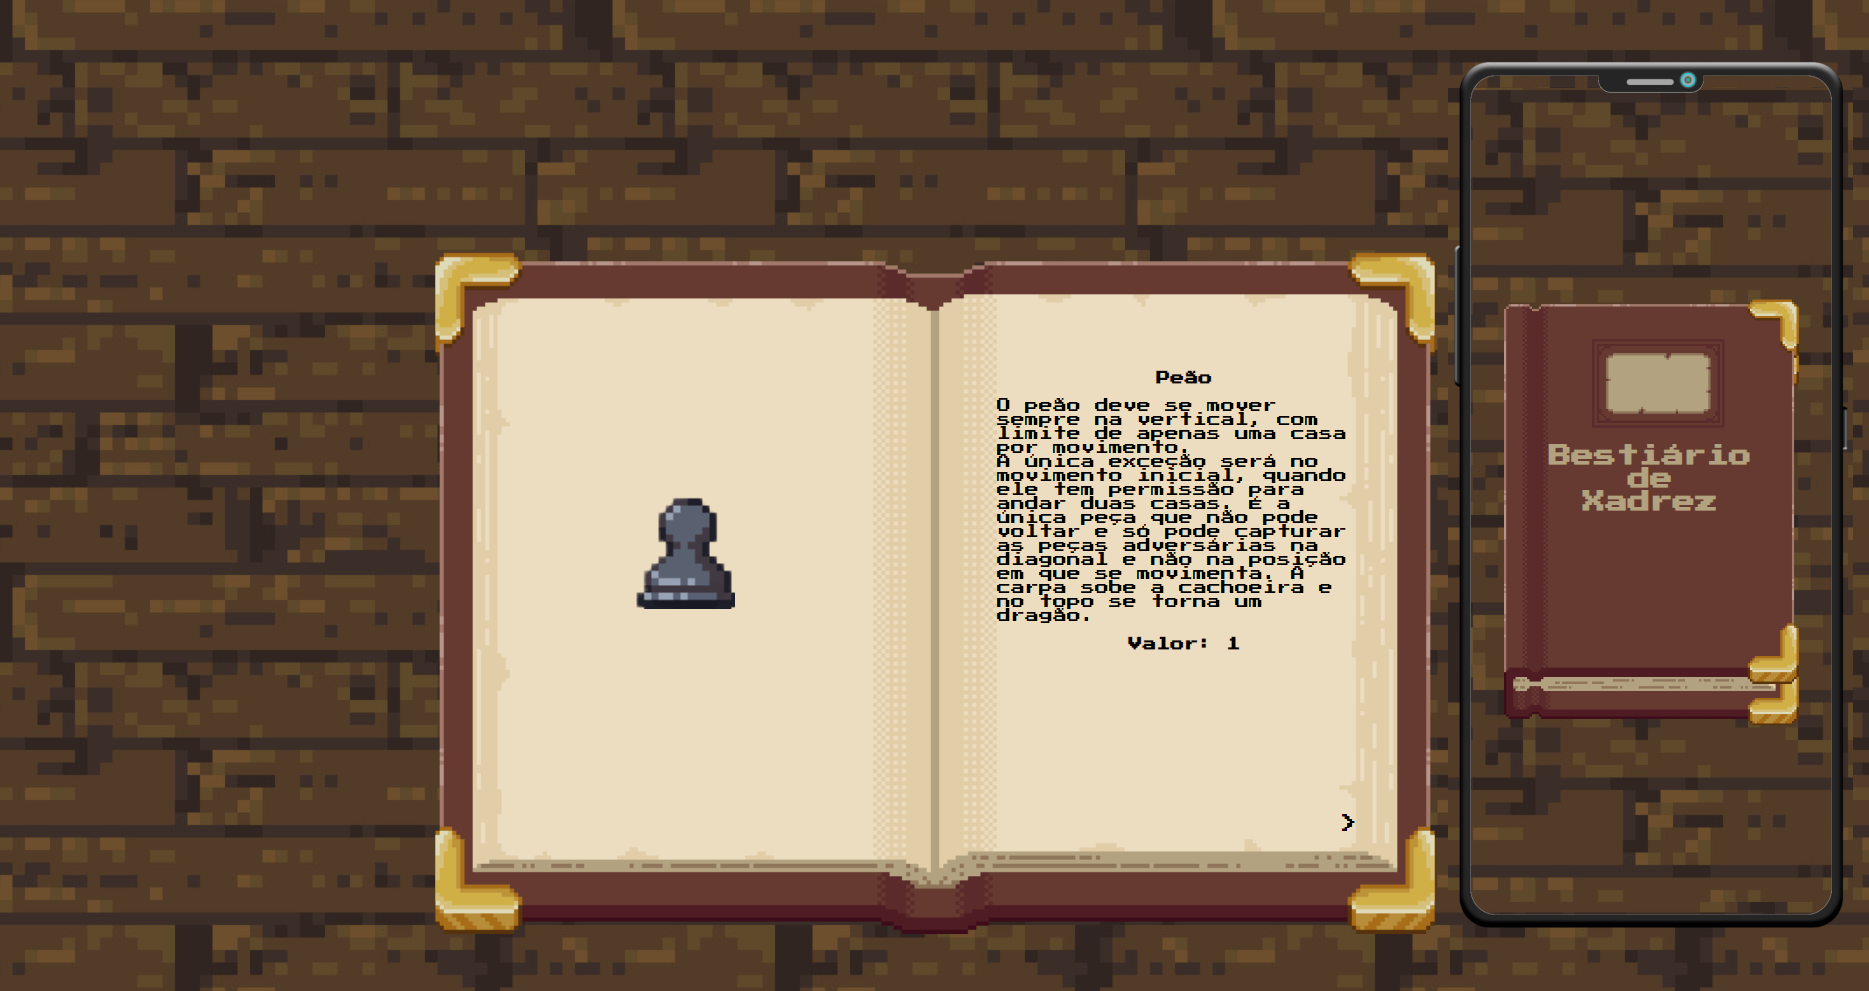 Peão
O peão deve se mover
sempre na vertical, com
limite de apenas uma casa
por movimento.
A única exceção será no
movimento inicial, quando
ele tem permissão para
andar duas casas. É a
única peça que não pode
voltar e só pode capturar
as peças adversárias na
diagonal e não na posição
em que se movimenta. A
carpa sobe a cachoeira e
no topo se torna um
dragão.
Valor: 1
>
Bestiário
de
Xadrez